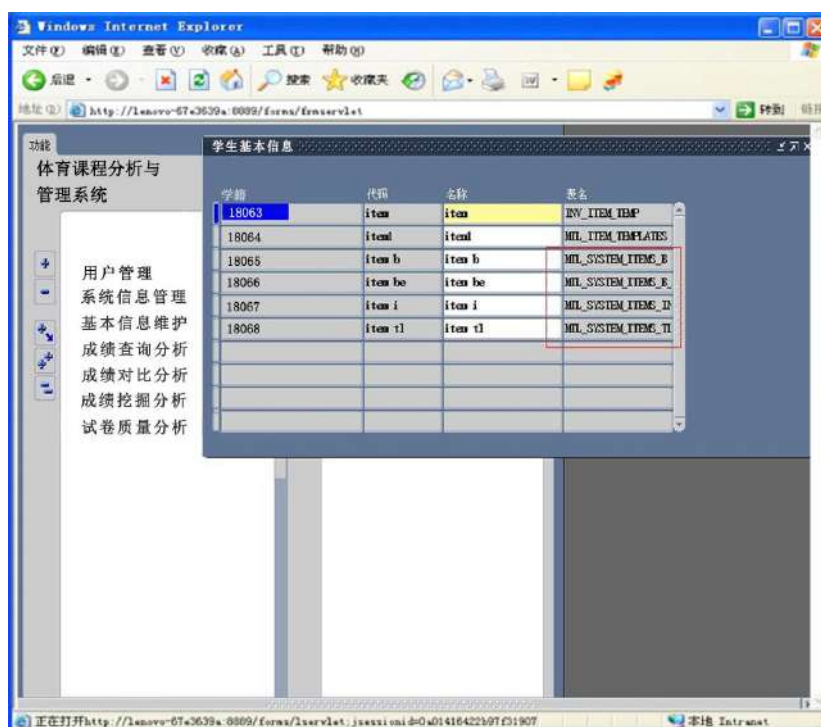 Windows Internet Explorer
文件(F) 编辑(E) 查看(V) 收藏(A) 工具(T) 帮助(H)
后退 搜索 收藏夹
地址(D) http://lenovo-67e3639a:8889/forms/frmservlet 转到 链接
功能
体育课程分析与
管理系统
用户管理
系统信息管理
基本信息维护
成绩查询分析
成绩对比分析
成绩挖掘分析
试卷质量分析
学生基本信息
学籍 代码 名称 表名
18063 item item INV_ITEM_TEMP
18064 iteml iteml MTL_ITEM_TEMPLATES
18065 item b item b MTL_SYSTEM_ITEMS_B
18066 item be item be MTL_SYSTEM_ITEMS_B_
18067 item i item i MTL_SYSTEM_ITEMS_IN
18068 item tl item tl MTL_SYSTEM_ITEMS_TL
正在打开http://lenovo-67e3639a:8889/forms/lservlet;jsessionid=0a01416422b97f31907 本地 Intranet